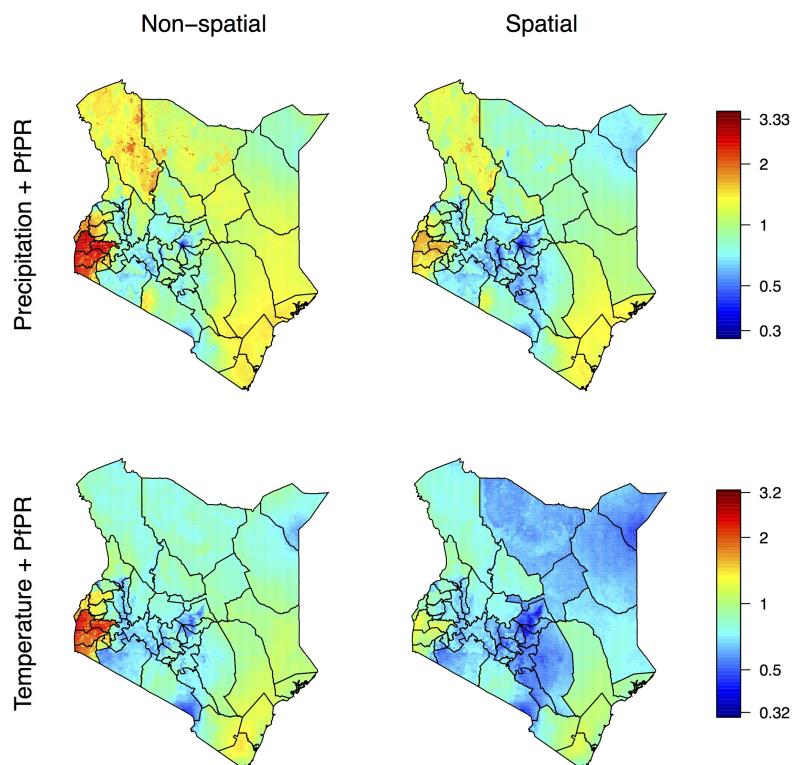 Non−spatial
Spatial
Precipitation + PfPR
3.33
2
1
0.5
0.3
Temperature + PfPR
3.2
2
1
0.5
0.32